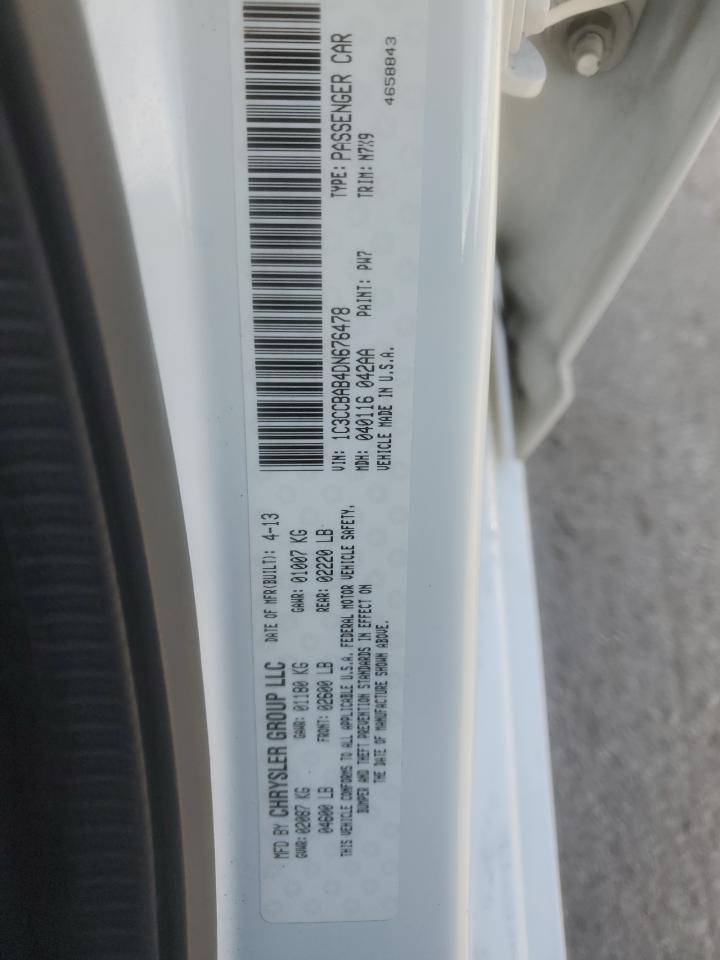 MFD BY CHRYSLER GROUP LLC DATE OF MFR(BUILT): 4-13
GVWR: 02087 KG GAWR: 01180 KG GAWR: 01007 KG
04600 LB FRONT: 02600 LB REAR: 02220 LB
THIS VEHICLE CONFORMS TO ALL APPLICABLE U.S.A. FEDERAL MOTOR VEHICLE SAFETY,
BUMPER AND THEFT PREVENTION STANDARDS IN EFFECT ON
THE DATE OF MANUFACTURE SHOWN ABOVE.
VIN: 1C3CCBAB4DN676478 TYPE: PASSENGER CAR
MDH: 040116 042AA PAINT: PW7 TRIM: N7X9
VEHICLE MADE IN U.S.A. 4658843